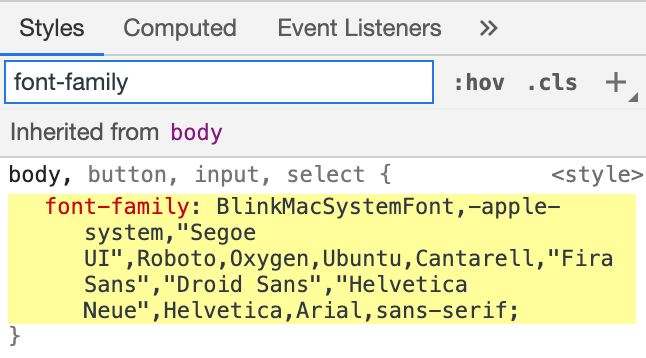 Styles Computed Event Listeners »
font-family :hov .cls +
Inherited from body
body, button, input, select { <style>
font-family: BlinkMacSystemFont,-apple-
system,"Segoe
UI",Roboto,Oxygen,Ubuntu,Cantarell,"Fira
Sans","Droid Sans","Helvetica
Neue",Helvetica,Arial,sans-serif;
}